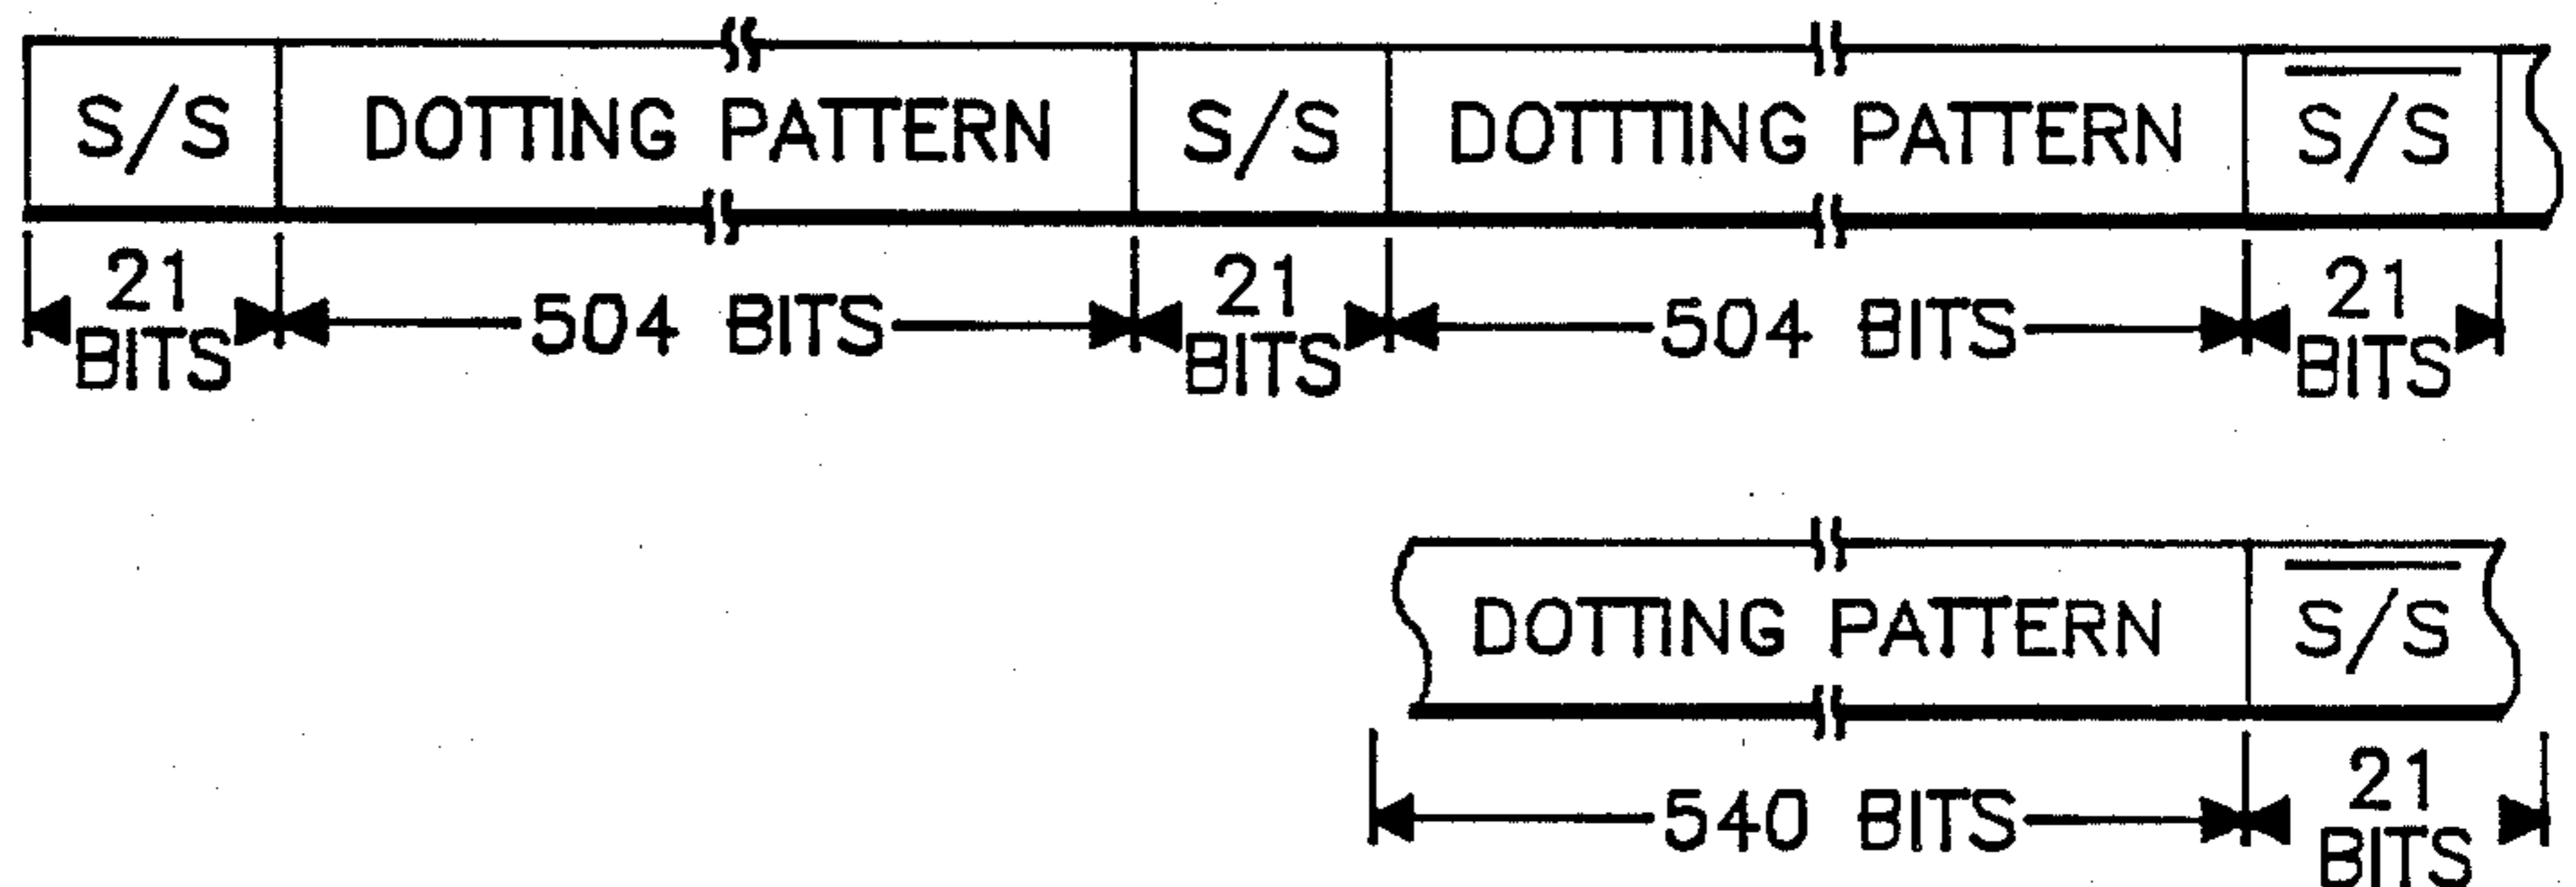 S/S DOTTING PATTERN S/S DOTTTING PATTERN S̅/̅S̅
21 BITS 504 BITS 21 BITS 504 BITS 21 BITS
DOTTING PATTERN S̅/̅S̅
540 BITS 21 BITS